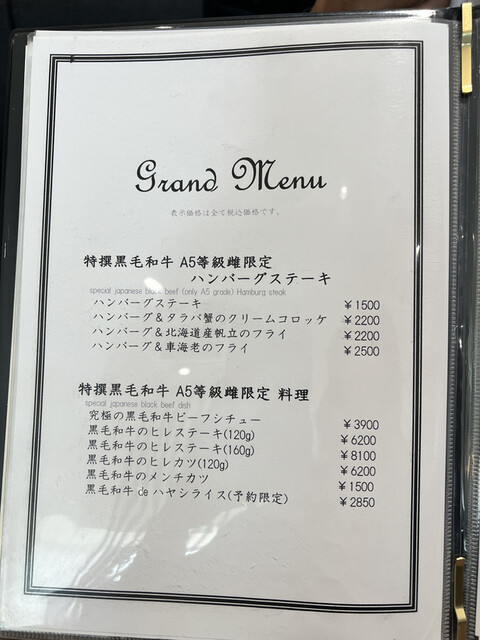 Grand Menu
表示価格は全て税込価格です。
特撰黒毛和牛 A5等級雌限定
ハンバーグステーキ
special japanese black beef (only A5 grade) Hamburg steak
ハンバーグステーキ ￥1500
ハンバーグ＆タラバ蟹のクリームコロッケ ￥2200
ハンバーグ＆北海道産帆立のフライ ￥2200
ハンバーグ＆車海老のフライ ￥2500
特撰黒毛和牛 A5等級雌限定 料理
special japanese black beef dish
究極の黒毛和牛ビーフシチュー ￥3900
黒毛和牛のヒレステーキ(120g) ￥6200
黒毛和牛のヒレステーキ(160g) ￥8100
黒毛和牛のヒレカツ(120g) ￥6200
黒毛和牛のメンチカツ ￥1500
黒毛和牛 de ハヤシライス(予約限定) ￥2850